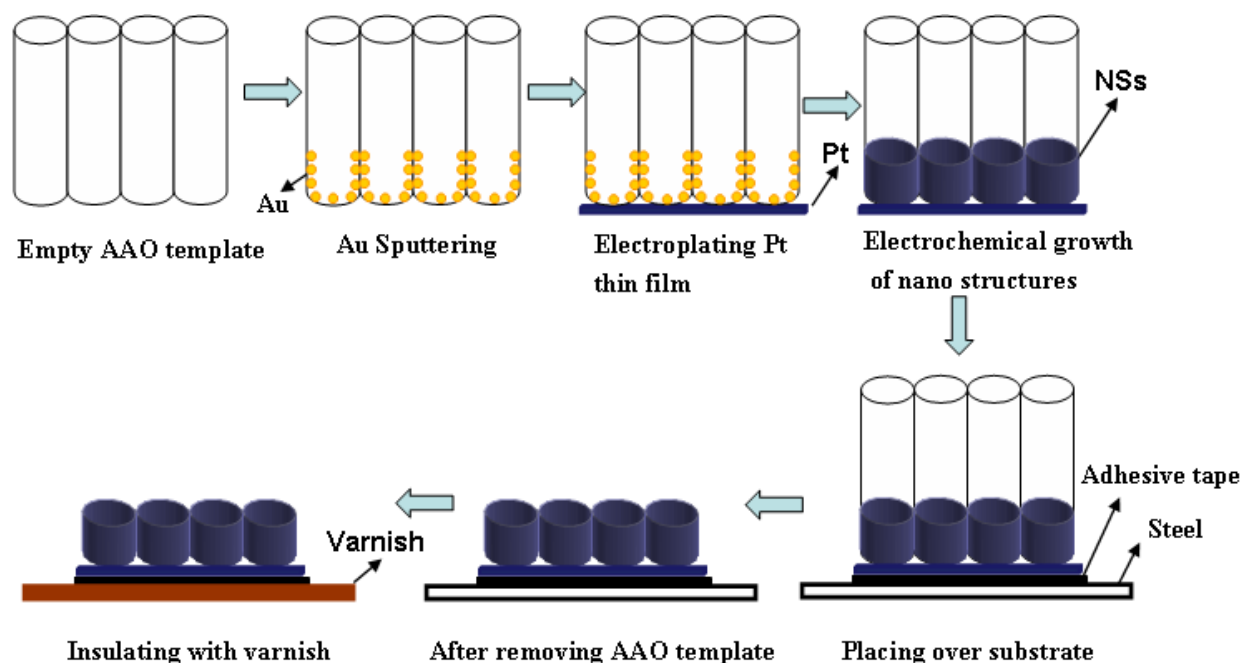 NSs
Pt
Au
Empty AAO template
Au Sputtering
Electroplating Pt
thin film
Electrochemical growth
of nano structures
Adhesive tape
Steel
Varnish
Insulating with varnish
After removing AAO template
Placing over substrate